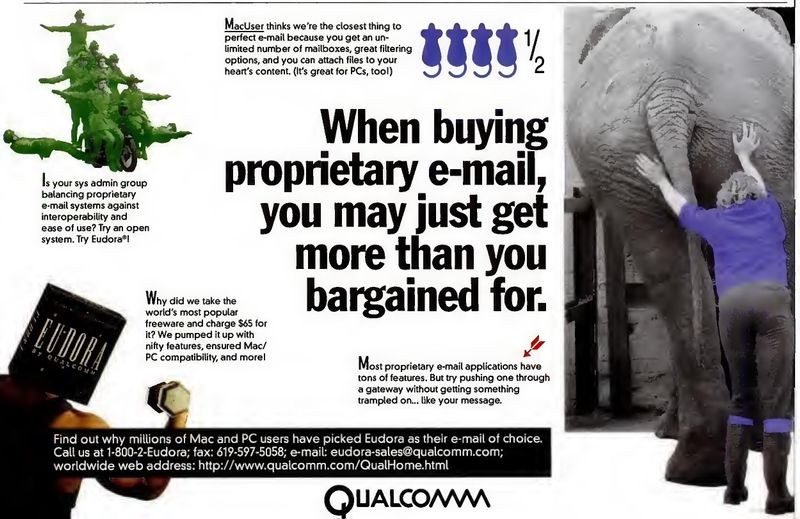 MacUser thinks we're the closest thing to
perfect e-mail because you get an un-
limited number of mailboxes, great filtering
options, and you can attach files to your
heart's content. (It's great for PCs, too!)
1/2
When buying
proprietary e-mail,
you may just get
more than you
bargained for.
Is your sys admin group
balancing proprietary
e-mail systems against
interoperability and
ease of use? Try an open
system. Try Eudora®!
Why did we take the
world's most popular
freeware and charge $65 for
it? We pumped it up with
nifty features, ensured Mac/
PC compatibility, and more!
EUDORA
BY QUALCOMM
Most proprietary e-mail applications have
tons of features. But try pushing one through
a gateway without getting something
trampled on... like your message.
Find out why millions of Mac and PC users have picked Eudora as their e-mail of choice.
Call us at 1-800-2-Eudora; fax: 619-597-5058; e-mail: eudora-sales@qualcomm.com;
worldwide web address: http://www.qualcomm.com/QualHome.html
QUALCOMM